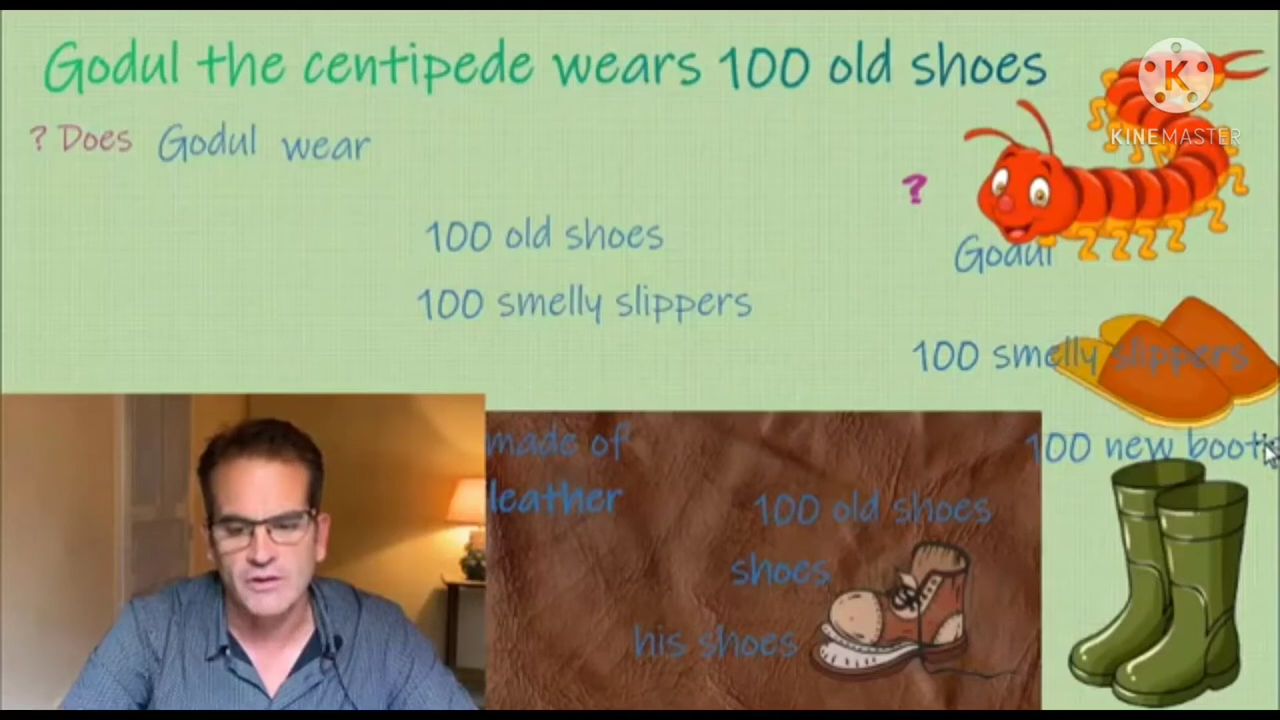 Godul the centipede wears 100 old shoes
KINEMASTER
? Does Godul wear
?
100 old shoes
Godul
100 smelly slippers
100 smelly slippers
made of
100 new boots
leather
100 old shoes
shoes
his shoes